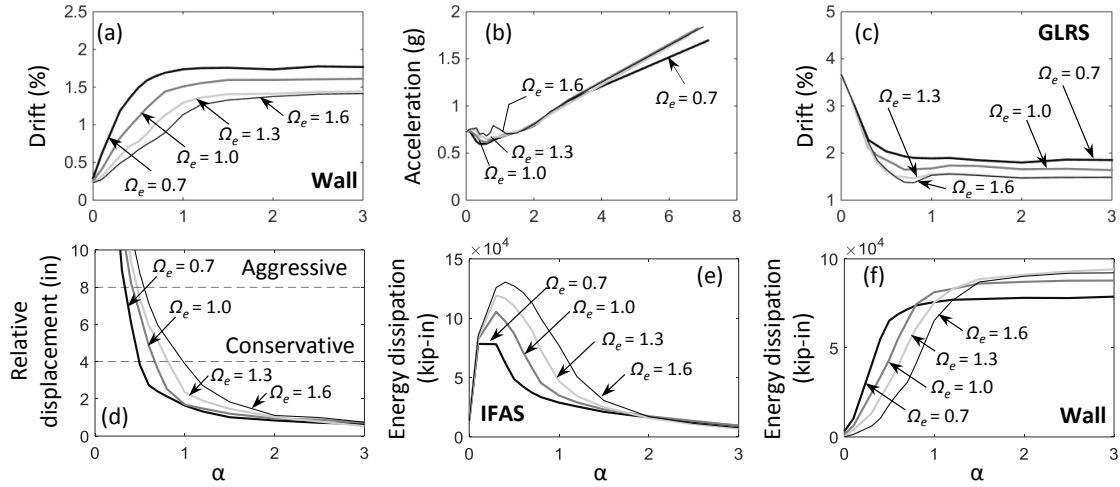 (a)
Drift (%)
2.5
2
1.5
1
0.5
0
0 1 2 3
Ωe = 1.6
Ωe = 1.3
Ωe = 1.0
Ωe = 0.7
Wall
(b)
Acceleration (g)
2
1.5
1
0.5
0
0 2 4 6 8
Ωe = 1.6
Ωe = 0.7
Ωe = 1.3
Ωe = 1.0
(c)
GLRS
Drift (%)
5
4
3
2
1
0 1 2 3
Ωe = 0.7
Ωe = 1.3
Ωe = 1.0
Ωe = 1.6
Relative
displacement (in)
10
8
6
4
2
0
0 1 2 3
α
Aggressive
Ωe = 0.7
Ωe = 1.0
Conservative
Ωe = 1.3
Ωe = 1.6
(d)
Energy dissipation
(kip-in)
× 10⁴
15
10
5
0
0 1 2 3
α
(e)
Ωe = 0.7
Ωe = 1.0
Ωe = 1.3
Ωe = 1.6
IFAS
Energy dissipation
(kip-in)
× 10⁴
10
5
0
0 1 2 3
α
(f)
Ωe = 1.6
Ωe = 1.3
Ωe = 1.0
Ωe = 0.7
Wall